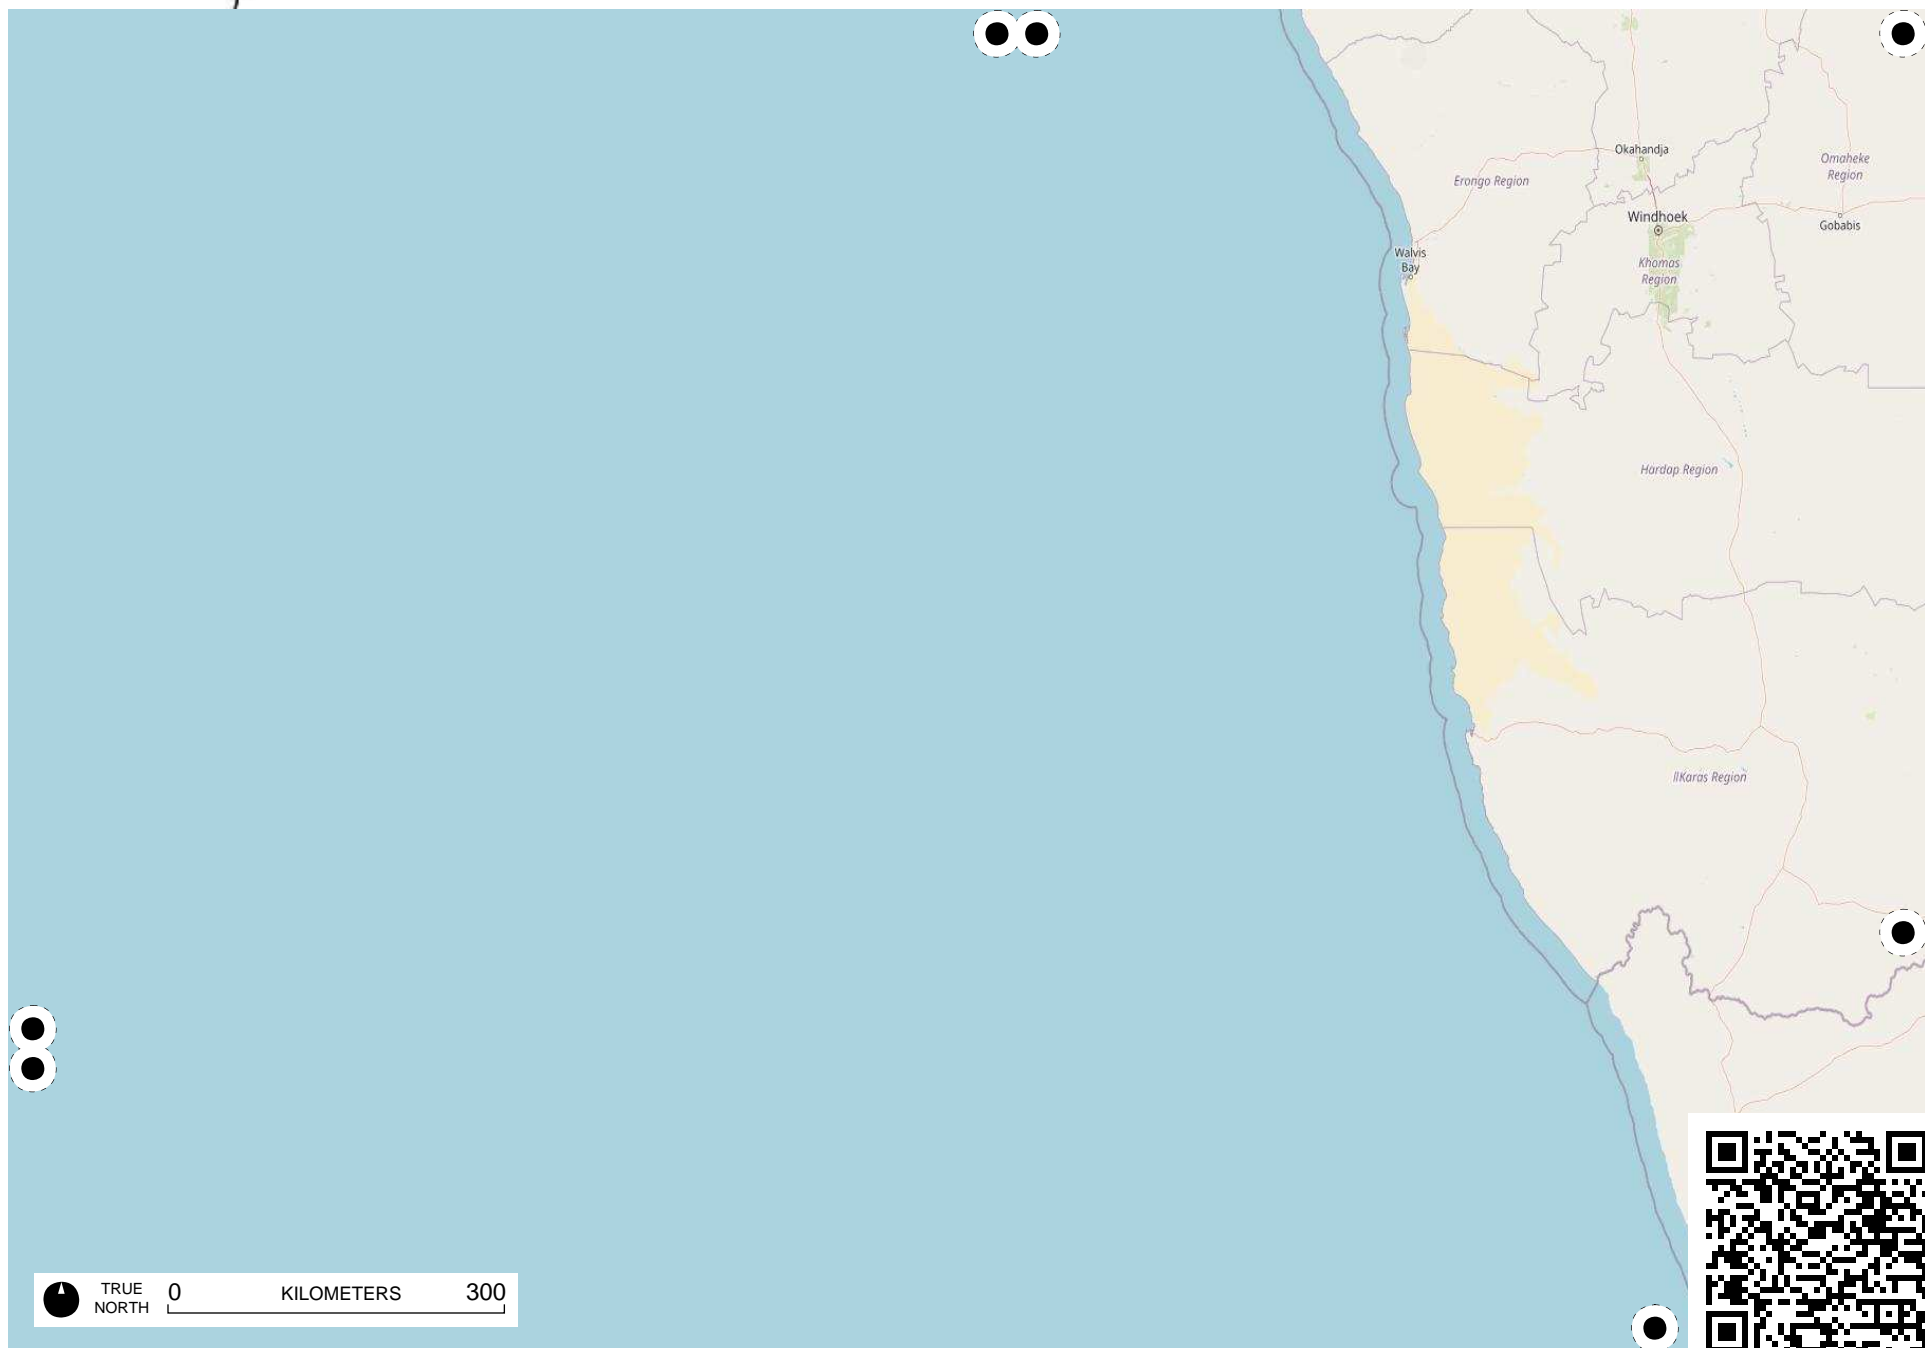 Okahandja
Omaheke
Region
Erongo Region
Windhoek
Gobabis
Walvis
Bay
Khomas
Region
Hardap Region
ǁKaras Region
TRUE
NORTH
0
KILOMETERS
300